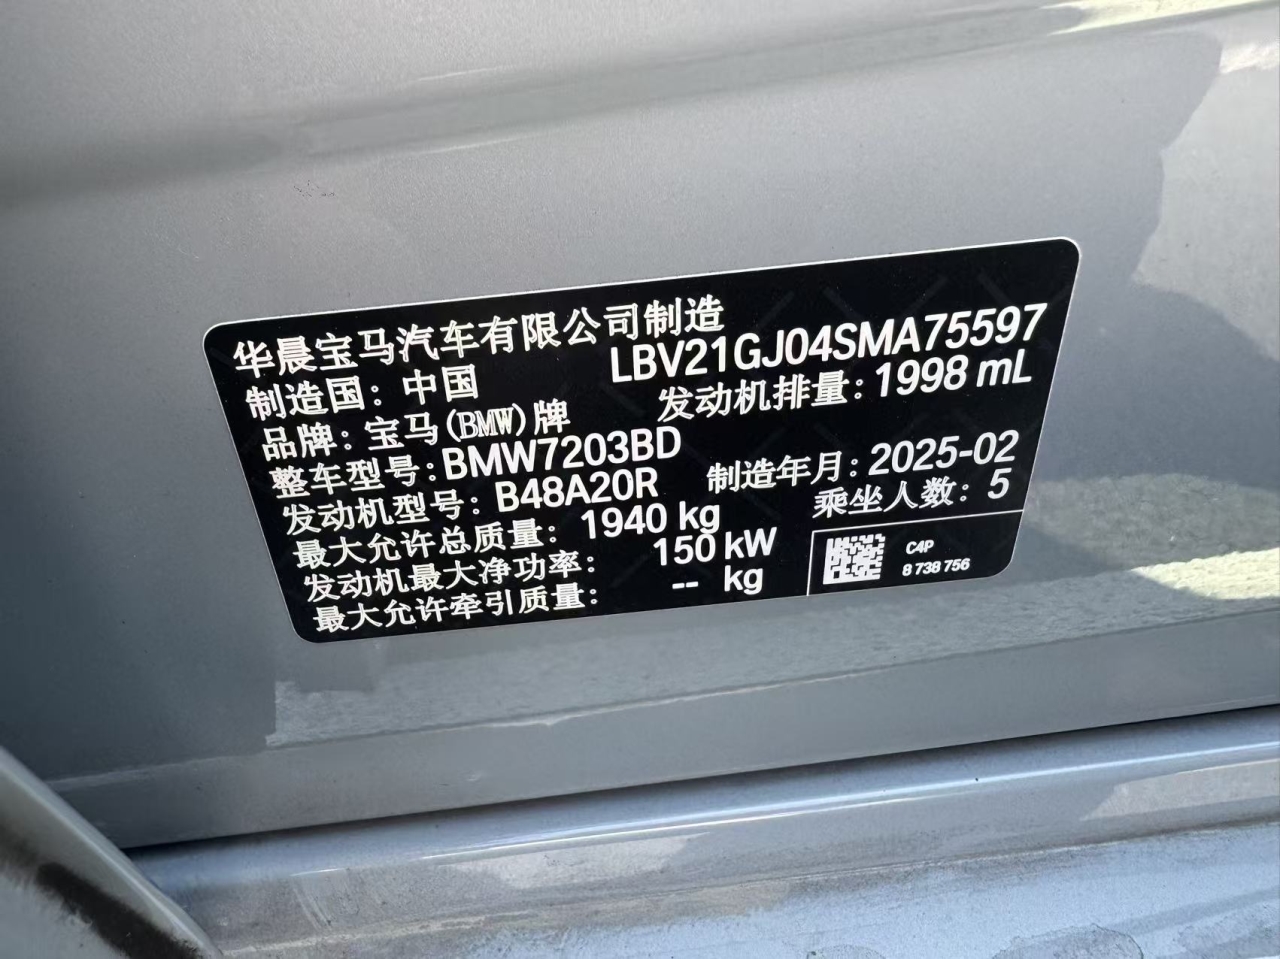 华晨宝马汽车有限公司制造
LBV21GJ04SMA75597
制造国：中国
发动机排量：1998 mL
品牌：宝马(BMW)牌
整车型号：BMW7203BD
制造年月：2025-02
发动机型号：B48A20R
乘坐人数：5
最大允许总质量：1940 kg
发动机最大净功率：150 kW
最大允许牵引质量：-- kg
C4P
8 738 756